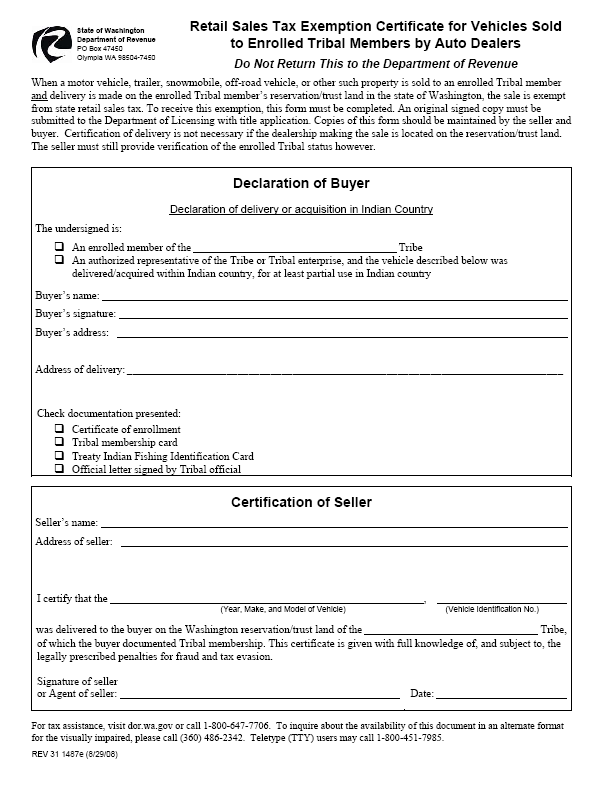 State of Washington
Department of Revenue
PO Box 47450
Olympia WA 98504-7450
Retail Sales Tax Exemption Certificate for Vehicles Sold
to Enrolled Tribal Members by Auto Dealers
Do Not Return This to the Department of Revenue
When a motor vehicle, trailer, snowmobile, off-road vehicle, or other such property is sold to an enrolled Tribal member
and delivery is made on the enrolled Tribal member's reservation/trust land in the state of Washington, the sale is exempt
from state retail sales tax. To receive this exemption, this form must be completed. An original signed copy must be
submitted to the Department of Licensing with title application. Copies of this form should be maintained by the seller and
buyer. Certification of delivery is not necessary if the dealership making the sale is located on the reservation/trust land.
The seller must still provide verification of the enrolled Tribal status however.
Declaration of Buyer
Declaration of delivery or acquisition in Indian Country
The undersigned is:
❑ An enrolled member of the ____________________ Tribe
❑ An authorized representative of the Tribe or Tribal enterprise, and the vehicle described below was
delivered/acquired within Indian country, for at least partial use in Indian country
Buyer's name: ____________________
Buyer's signature: ____________________
Buyer's address: ____________________
Address of delivery: ____________________
Check documentation presented:
❑ Certificate of enrollment
❑ Tribal membership card
❑ Treaty Indian Fishing Identification Card
❑ Official letter signed by Tribal official
Certification of Seller
Seller's name: ____________________
Address of seller: ____________________
I certify that the ____________________, ____________________
(Year, Make, and Model of Vehicle) (Vehicle Identification No.)
was delivered to the buyer on the Washington reservation/trust land of the ____________________ Tribe,
of which the buyer documented Tribal membership. This certificate is given with full knowledge of, and subject to, the
legally prescribed penalties for fraud and tax evasion.
Signature of seller
or Agent of seller: ____________________ Date: ____________________
For tax assistance, visit dor.wa.gov or call 1-800-647-7706. To inquire about the availability of this document in an alternate format
for the visually impaired, please call (360) 486-2342. Teletype (TTY) users may call 1-800-451-7985.
REV 31 1487e (8/29/08)